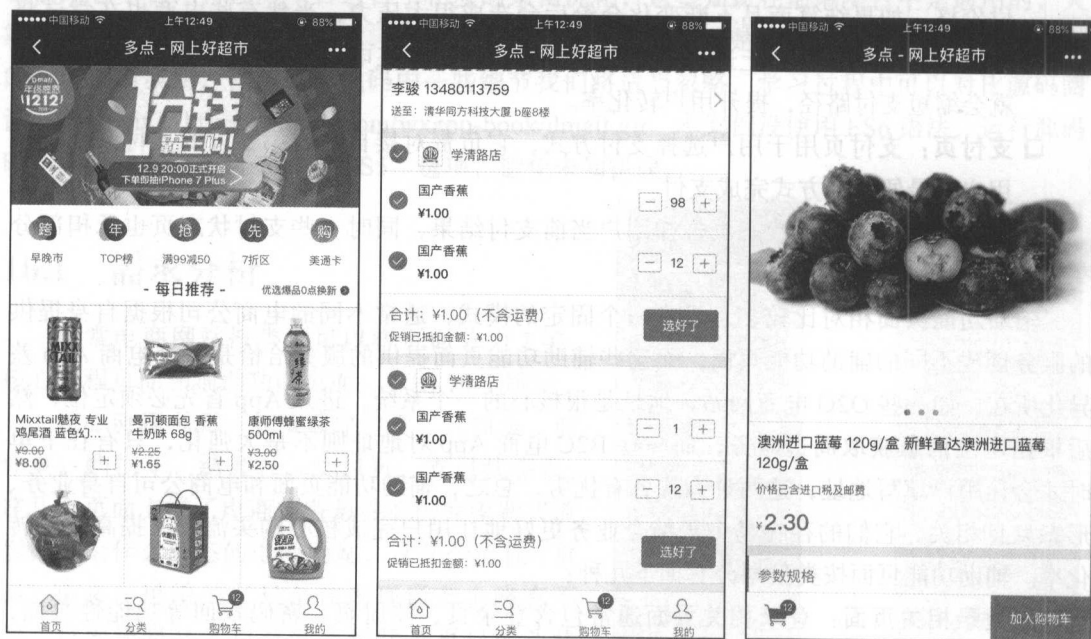 中国移动 上午12:49 88%
多点 - 网上好超市
Dmall
年终盛惠
1212
1分钱
霸王购!
12.9 20:00正式开启
下单即抽iPhone 7 Plus
跨 年 抢 先 购
早晚市 TOP榜 满99减50 7折区 美通卡
- 每日推荐 - 优选爆品0点换新
MIXX
TAIL
绿茶
Mixxtail魅夜 专业
鸡尾酒 蓝色幻...
¥9.00
¥8.00
曼可顿面包 香蕉
牛奶味 68g
¥2.25
¥1.65
康师傅蜂蜜绿茶
500ml
¥3.00
¥2.50
首页 分类 购物车 12 我的
中国移动 上午12:49 88%
多点 - 网上好超市
李骏 13480113759
送至: 清华同方科技大厦 b座8楼
学清路店
国产香蕉
¥1.00
98
国产香蕉
¥1.00
12
合计: ¥1.00 (不含运费)
促销已抵扣金额: ¥1.00
选好了
学清路店
国产香蕉
¥1.00
1
国产香蕉
¥1.00
12
合计: ¥1.00 (不含运费)
促销已抵扣金额: ¥1.00
选好了
首页 分类 购物车 12 我的
中国移动 上午12:49 88%
多点 - 网上好超市
澳洲进口蓝莓 120g/盒 新鲜直达澳洲进口蓝莓
120g/盒
价格已含进口税及邮费
¥2.30
参数规格
12
加入购物车